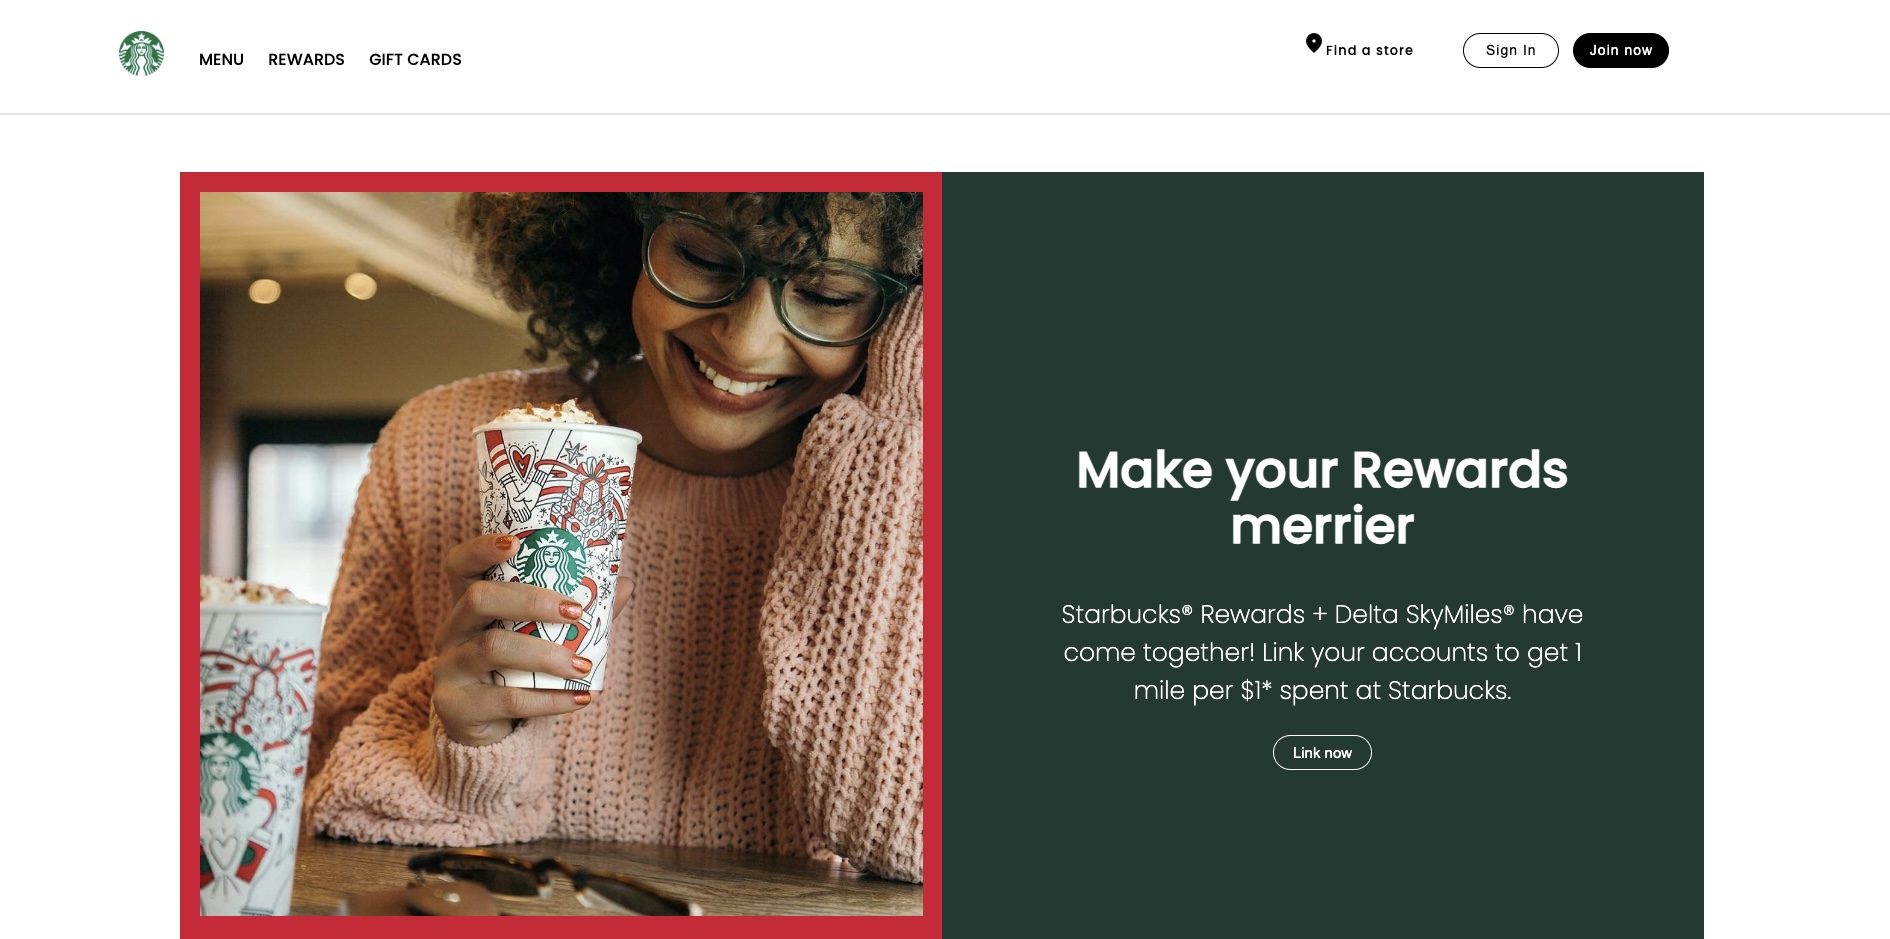 MENU REWARDS GIFT CARDS Find a store Sign In Join now
Make your Rewards
merrier
Starbucks® Rewards + Delta SkyMiles® have
come together! Link your accounts to get 1
mile per $1* spent at Starbucks.
Link now